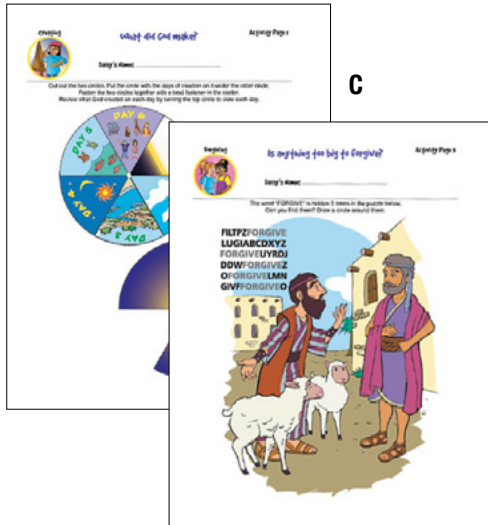 Creating
What did God make?
Activity Page
Daisy's Name:
Cut out the two circles. Put the circle with the days of creation on it under the other circle.
Fasten the two circles together with a brad fastener in the center.
Review what God created on each day by turning the top circle to view each day.
DAY 6
DAY 5
DAY 4
DAY 3
C
Forgiving
Is anything too big to forgive?
Activity Page
Daisy's Name:
The word "FORGIVE" is hidden 5 times in the puzzle below.
Can you find them? Draw a circle around them.
FILTPZFORGIVE
LUGIABCDXYZ
FORGIVEUYRDJ
DDWFORGIVEZ
OFORGIVELMN
GIVFFORGIVEO